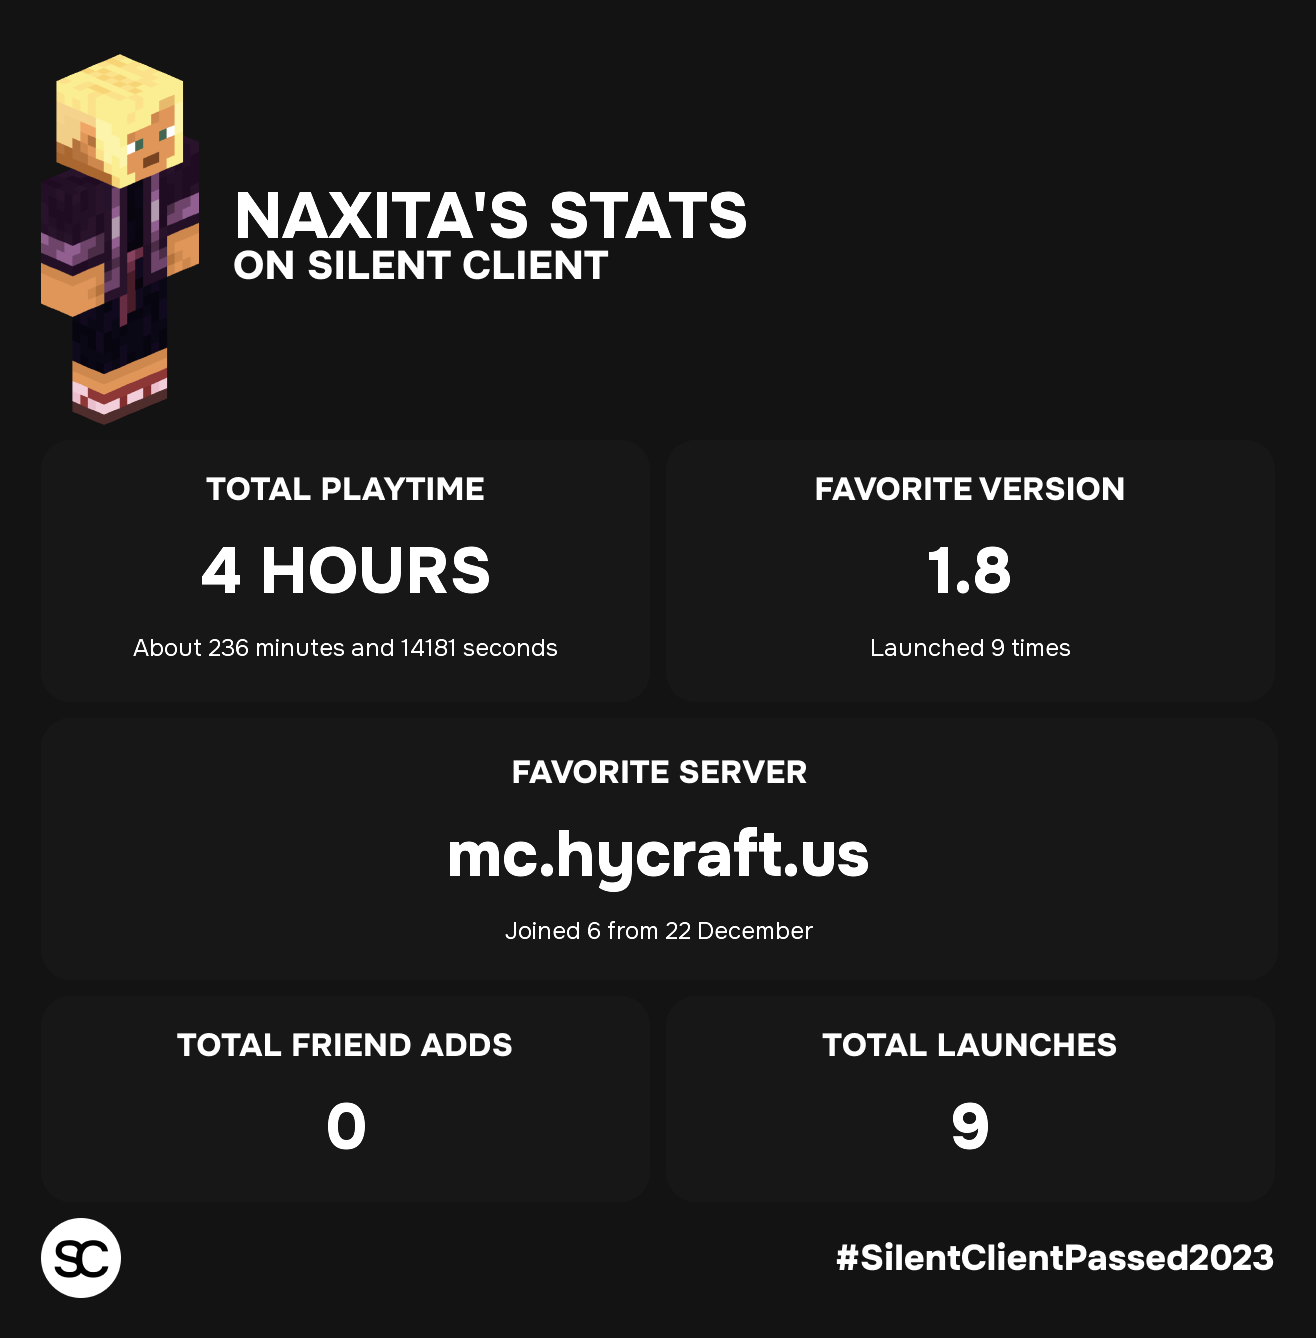 NAXITA'S STATS
ON SILENT CLIENT
TOTAL PLAYTIME
4 HOURS
About 236 minutes and 14181 seconds
FAVORITE VERSION
1.8
Launched 9 times
FAVORITE SERVER
mc.hycraft.us
Joined 6 from 22 December
TOTAL FRIEND ADDS
0
TOTAL LAUNCHES
9
SC
#SilentClientPassed2023